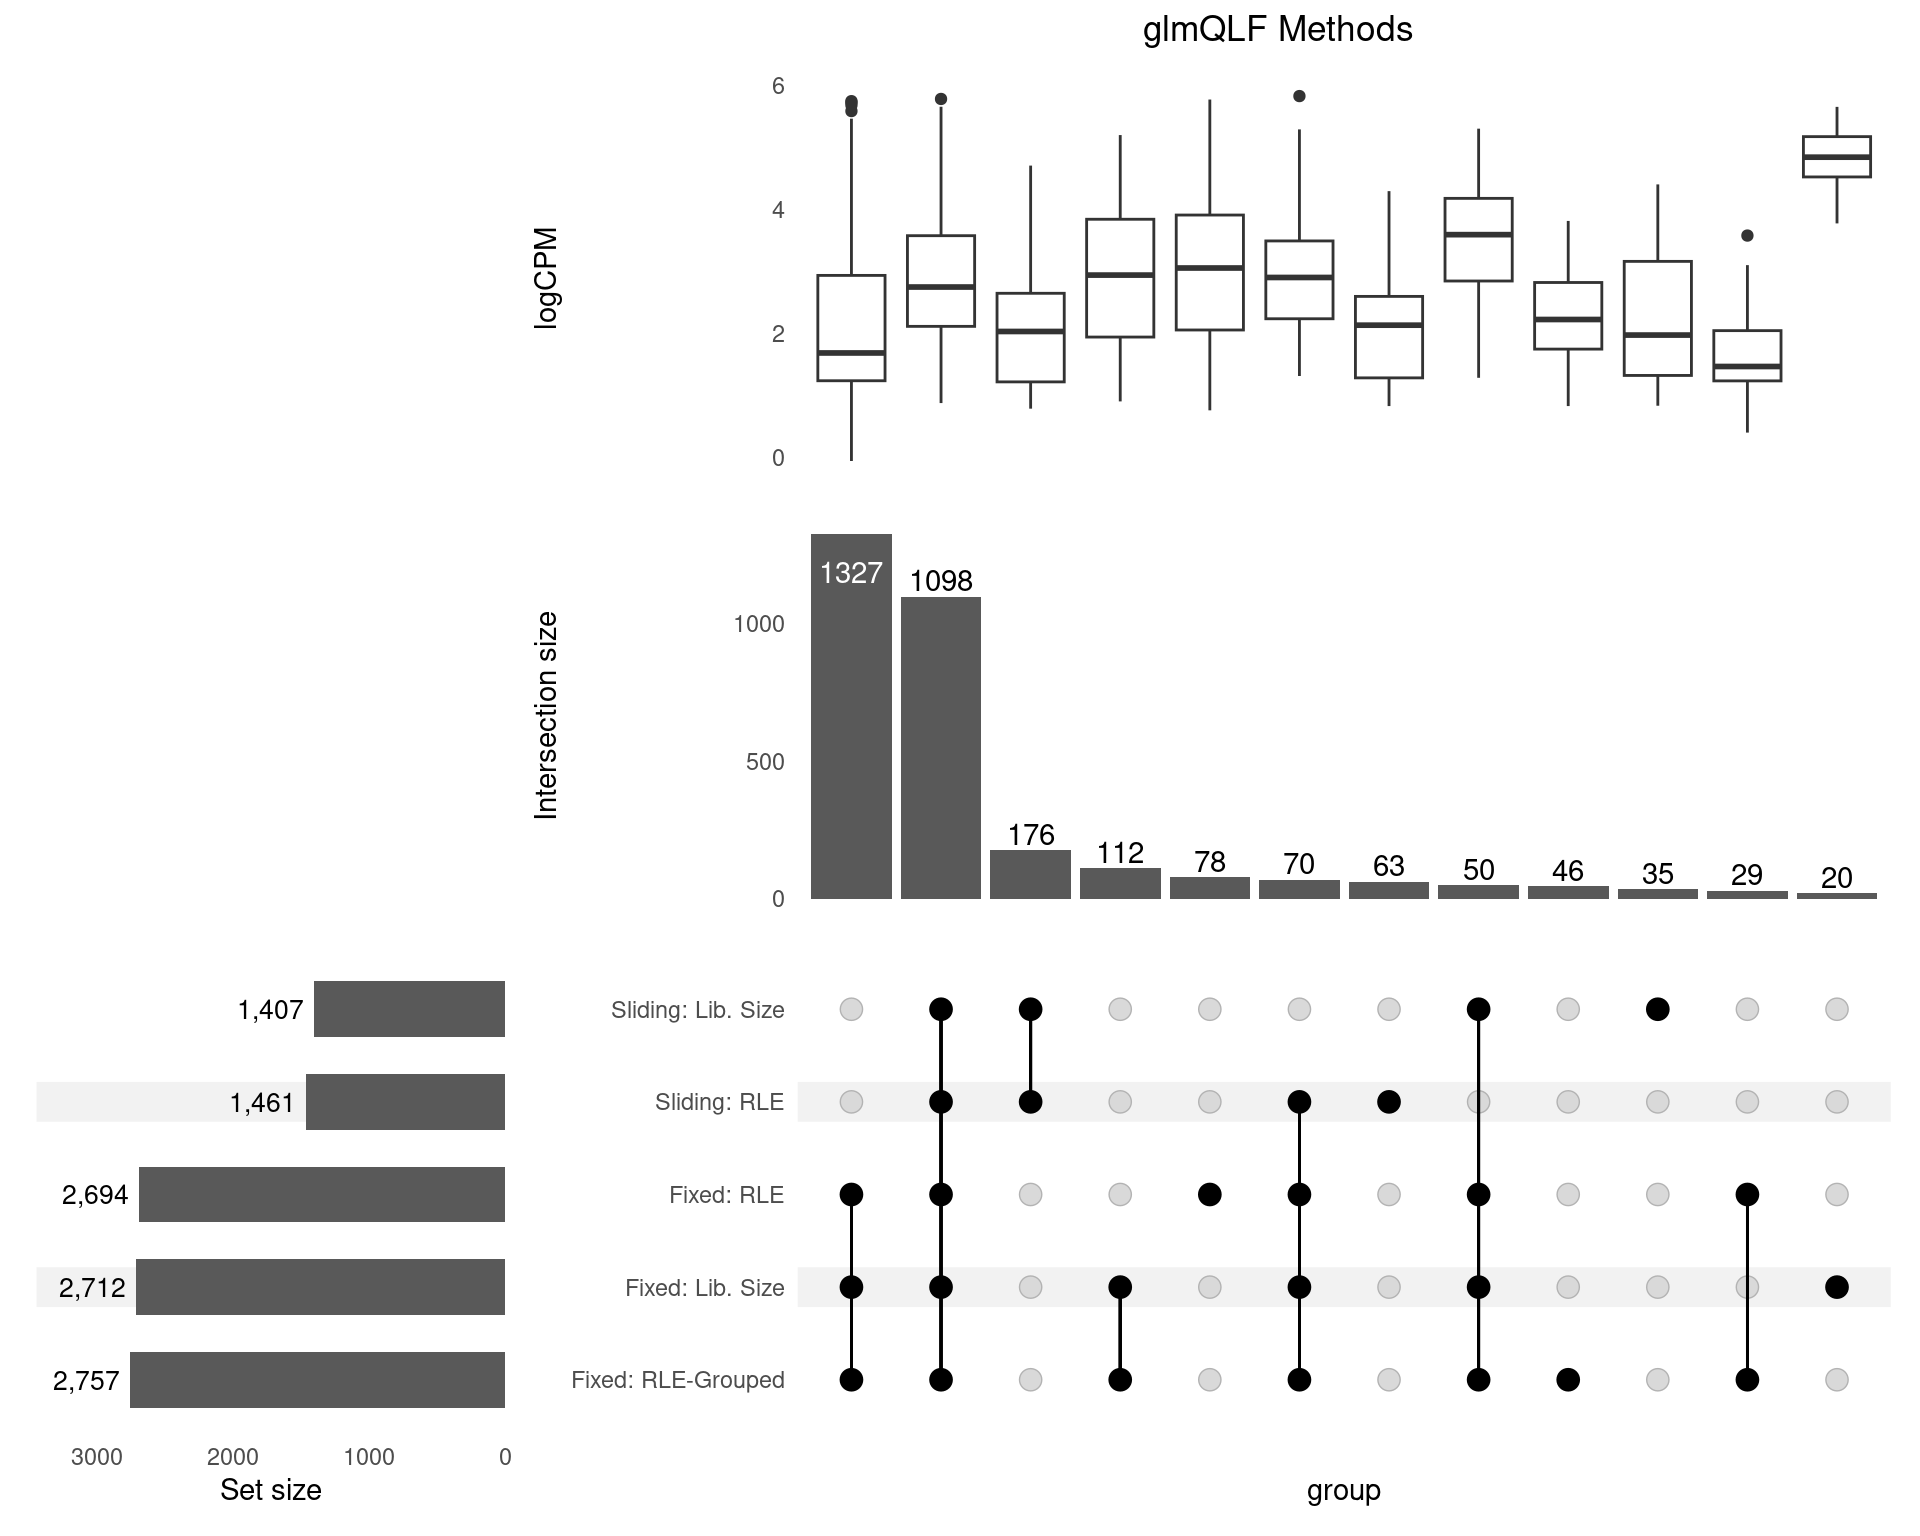 glmQLF Methods
logCPM
6
4
2
0
Intersection size
1000
500
0
1327
1098
176
112
78
70
63
50
46
35
29
20
1,407
1,461
2,694
2,712
2,757
Sliding: Lib. Size
Sliding: RLE
Fixed: RLE
Fixed: Lib. Size
Fixed: RLE-Grouped
3000 2000 1000 0
Set size
group